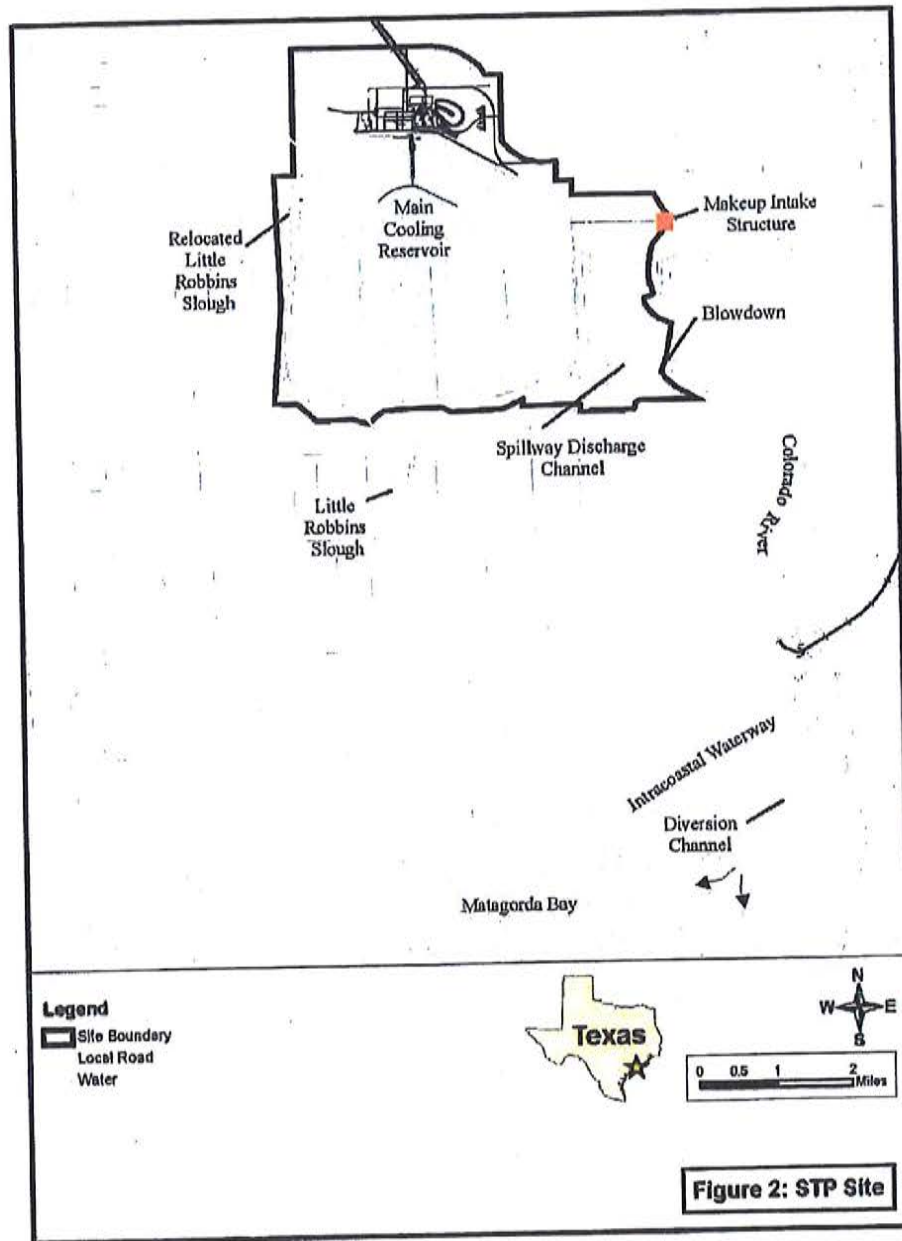 Main
Cooling
Reservoir
Makeup Intake
Structure
Relocated
Little
Robbins
Slough
Blowdown
Spillway Discharge
Channel
Little
Robbins
Slough
Colorado River
Intracoastal Waterway
Diversion
Channel
Matagorda Bay
Legend
Site Boundary
Local Road
Water
Texas
N
W E
S
0 0.5 1 2
Miles
Figure 2: STP Site